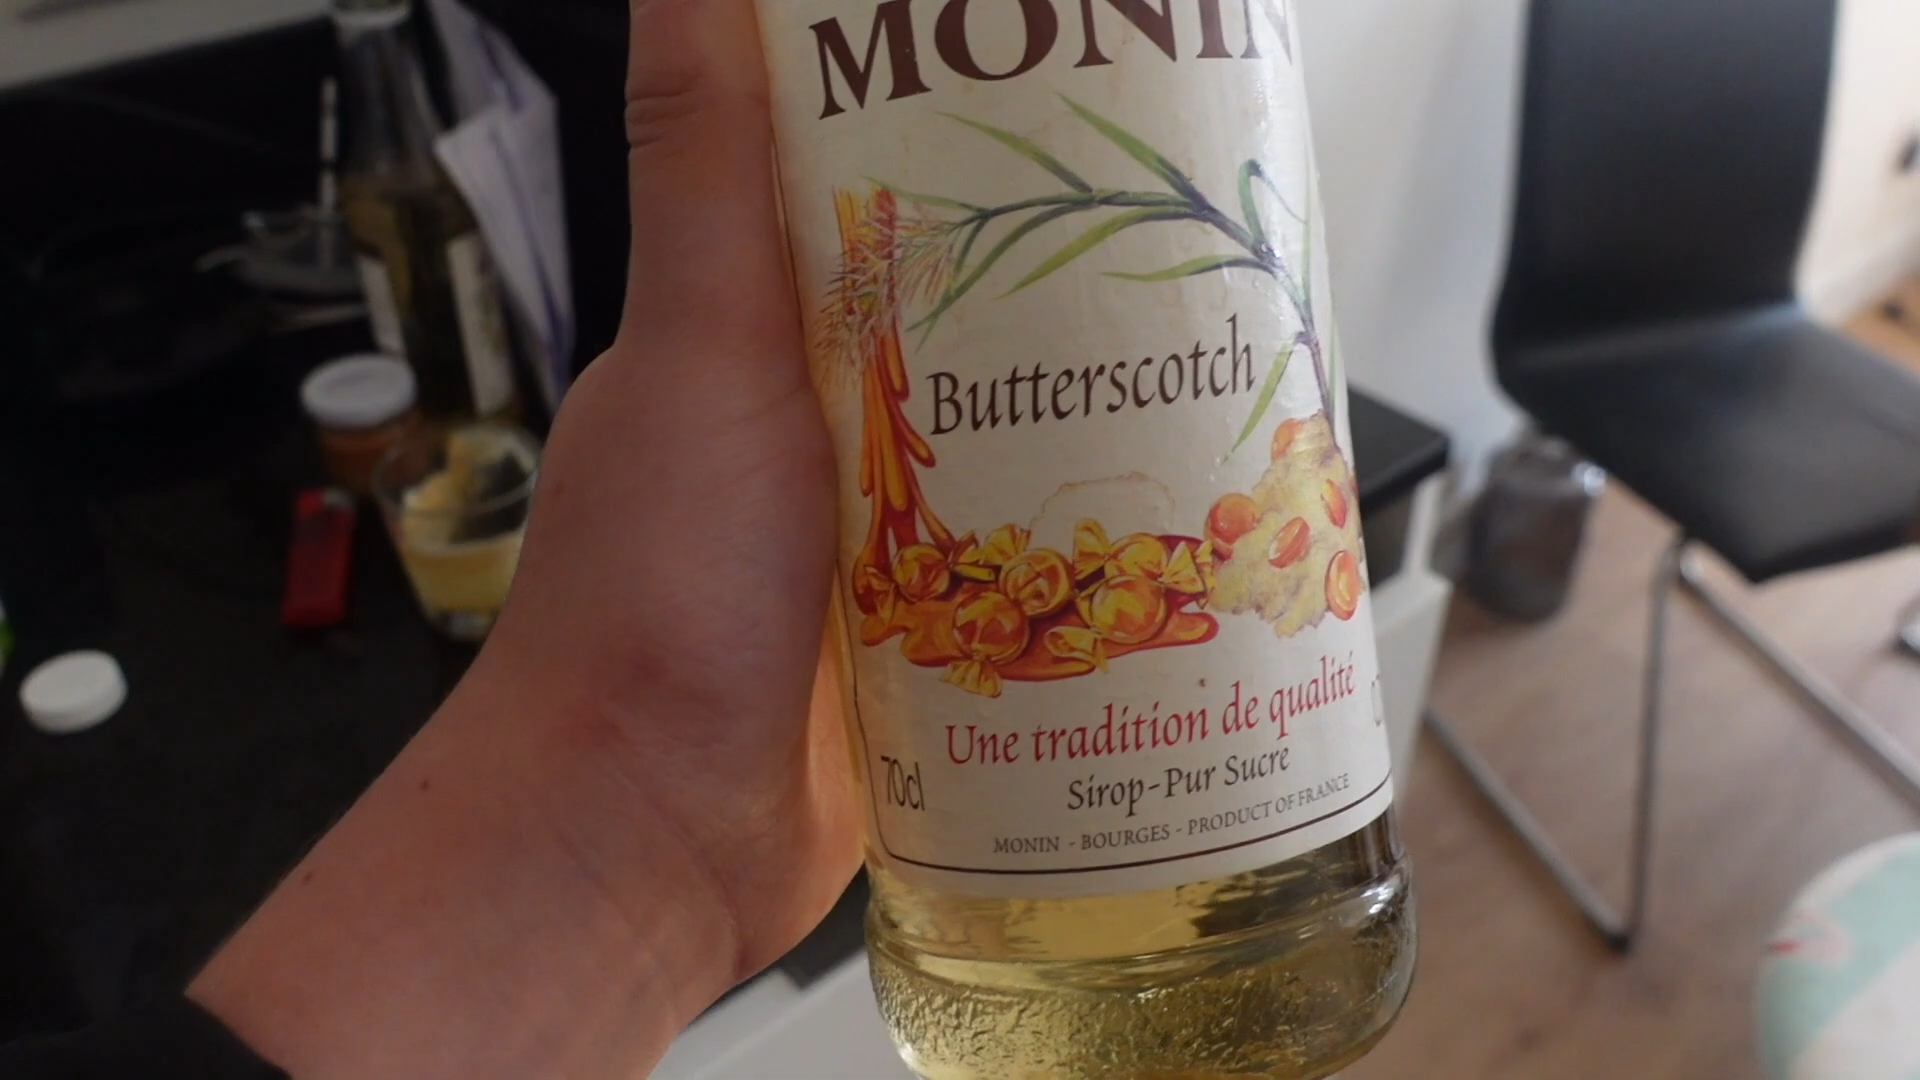 MONIN
Butterscotch
Une tradition de qualité
70cl
Sirop-Pur Sucre
MONIN - BOURGES - PRODUCT OF FRANCE